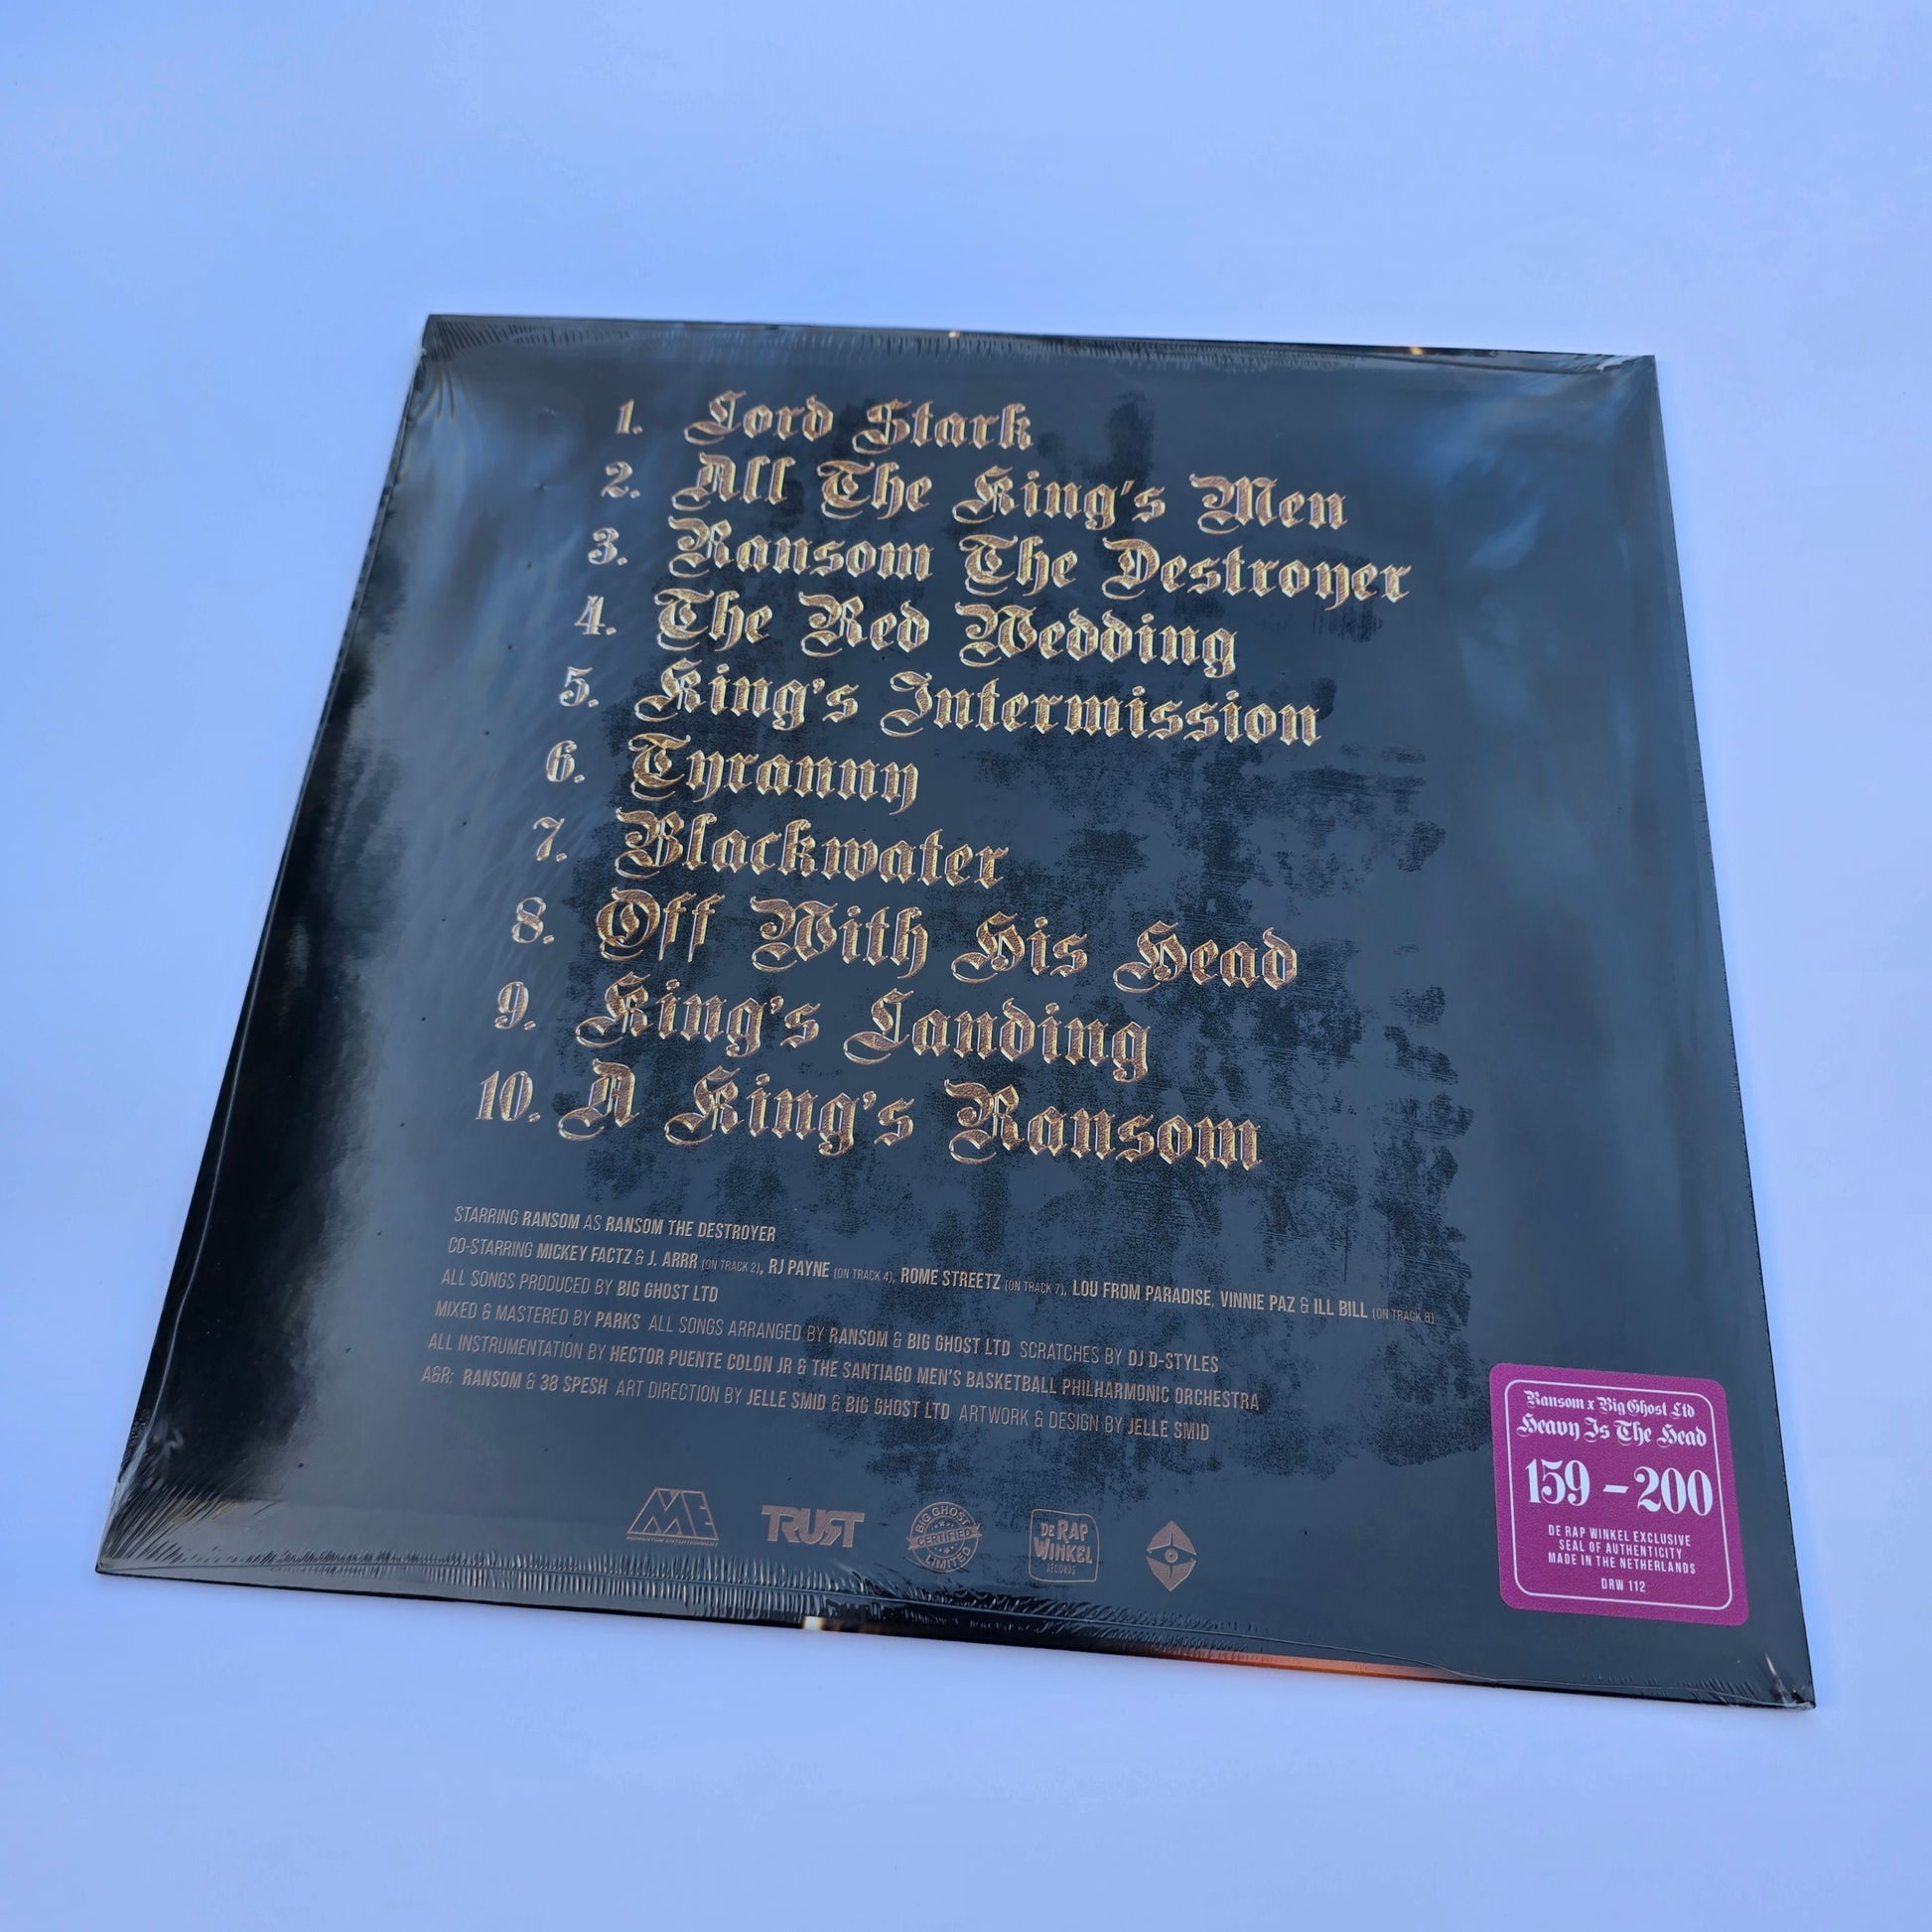 1. Lord Stark
2. All The King's Men
3. Ransom The Destroyer
4. The Red Wedding
5. King's Intermission
6. Tyranny
7. Blackwater
8. Off With His Head
9. King's Landing
10. A King's Ransom
STARRING RANSOM AS RANSOM THE DESTROYER
CO-STARRING MICKEY FACTZ & J. ARRR (ON TRACK 2), RJ PAYNE (ON TRACK 4), ROME STREETZ (ON TRACK 7), LOU FROM PARADISE, VINNIE PAZ & ILL BILL (ON TRACK 8)
ALL SONGS PRODUCED BY BIG GHOST LTD
MIXED & MASTERED BY PARKS ALL SONGS ARRANGED BY RANSOM & BIG GHOST LTD SCRATCHES BY DJ D-STYLES
ALL INSTRUMENTATION BY HECTOR PUENTE COLON JR & THE SANTIAGO MEN'S BASKETBALL PHILHARMONIC ORCHESTRA
A&R: RANSOM & 38 SPESH ART DIRECTION BY JELLE SMID & BIG GHOST LTD ARTWORK & DESIGN BY JELLE SMID
ME
TRUST
BIG GHOST
CERTIFIED
LIMITED
DE RAP
WINKEL
RECORDS
Ransom x Big Ghost Ltd
Heavy Is The Head
159 - 200
DE RAP WINKEL EXCLUSIVE
SEAL OF AUTHENTICITY
MADE IN THE NETHERLANDS
DRW 112